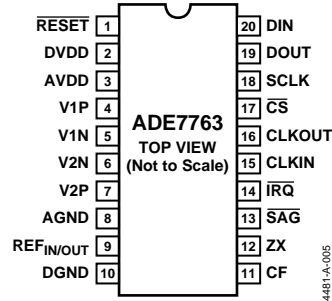 RESET 1
DVDD 2
AVDD 3
V1P 4
V1N 5
V2N 6
V2P 7
AGND 8
REFIN/OUT 9
DGND 10
ADE7763
TOP VIEW
(Not to Scale)
20 DIN
19 DOUT
18 SCLK
17 CS
16 CLKOUT
15 CLKIN
14 IRQ
13 SAG
12 ZX
11 CF
4481-A-005